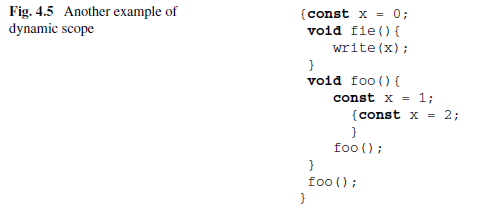 Fig. 4.5 Another example of
dynamic scope
{const x = 0;
void fie(){
write(x);
}
void foo(){
const x = 1;
{const x = 2;
}
foo();
}
foo();
}